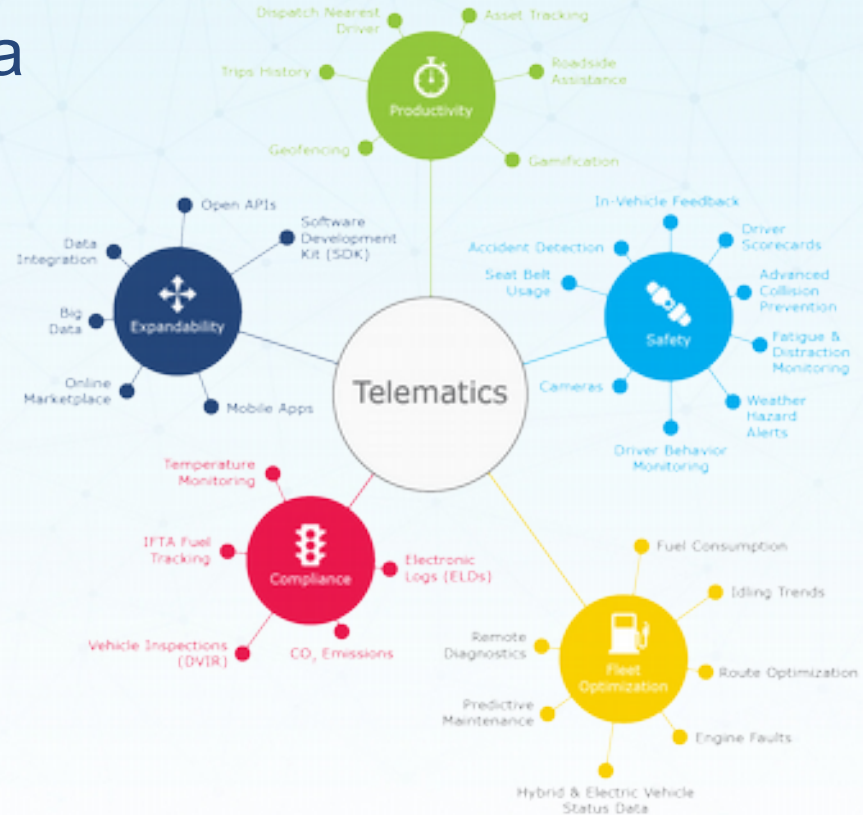 a
Dispatch Nearest
Driver
Asset Tracking
Trips History
Roadside
Assistance
Productivity
Geofencing
Gamification
Open APIs
Software
Development
Kit (SDK)
Data
Integration
Big
Data
Expandability
Online
Marketplace
Mobile Apps
In-Vehicle Feedback
Accident Detection
Driver
Scorecards
Seat Belt
Usage
Advanced
Collision
Prevention
Safety
Fatigue &
Distraction
Monitoring
Cameras
Weather
Hazard
Alerts
Driver Behavior
Monitoring
Telematics
Temperature
Monitoring
IFTA Fuel
Tracking
Compliance
Electronic
Logs (ELDs)
Vehicle Inspections
(DVIR)
CO, Emissions
Fuel Consumption
Idling Trends
Remote
Diagnostics
Fleet
Optimization
Route Optimization
Predictive
Maintenance
Engine Faults
Hybrid & Electric Vehicle
Status Data